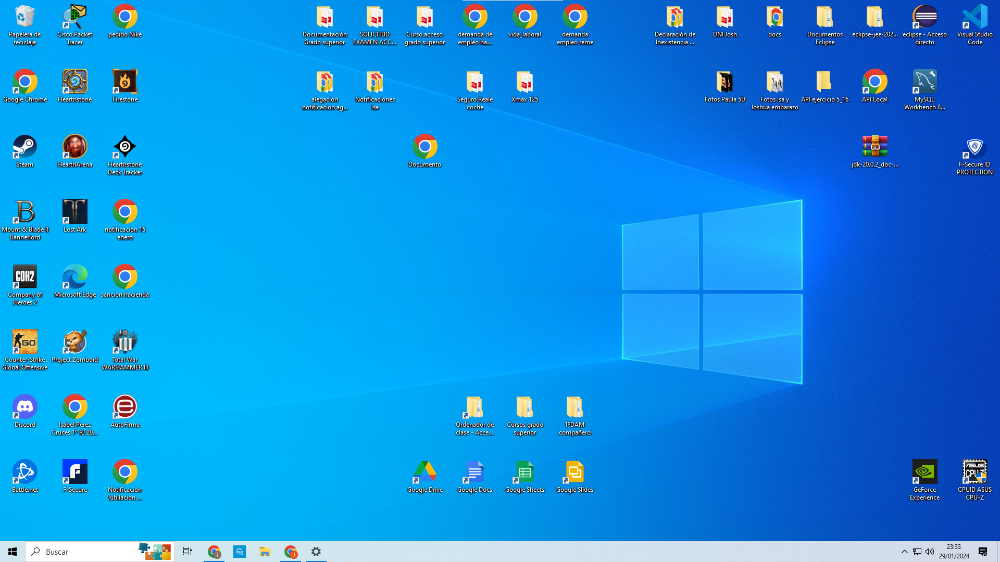 Papelera de
reciclaje
Cisco Packet
Tracer
pedido Nike
Documentación
Grado superior
SOLICITUD
EXAMEN ACC...
Curso acceso
grado superior
demanda de
empleo ha...
vida_laboral
demanda
empleo reme
Declaración de
Inexistencia ...
DNI Josh
docs
Documentos
Eclipse
eclipse-jee-202...
eclipse - Acceso
directo
Visual Studio
Code
Google Chrome
Hearthstone
Firestone
alegacion
notificacion ag...
Notificaciones
Isa
Seguro Reale
coche
Xmax 125
Fotos Paula 5D
Fotos Isa y
Joshua embarazo
API ejercicio 5_16
API Local
MySQL
Workbench 8...
Steam
HearthArena
Hearthstone
Deck Tracker
Documento
jdk-20.0.2_doc-...
F-Secure ID
PROTECTION
Mount & Blade II
Bannerlord
Lost Ark
notificacion 15
enero
COH2
Company of
Heroes 2
Microsoft Edge
sancion hacienda
GO
Counter-Strike
Global Offensive
Project Zomboid
Total War
WARHAMMER III
Discord
Isabel Perez
Cruces 1º RJ 20...
AutoFirma
Ordenador de
clase - Acce...
Cursos grado
superior
1ºDAM
compañero
Battle.net
F-Secure
Notificacion
Jubilacion ...
Google Drive
Google Docs
Google Sheets
Google Slides
GeForce
Experience
ASUS
CPU-Z
CPUID ASUS
CPU-Z
Buscar
23:33
29/01/2024